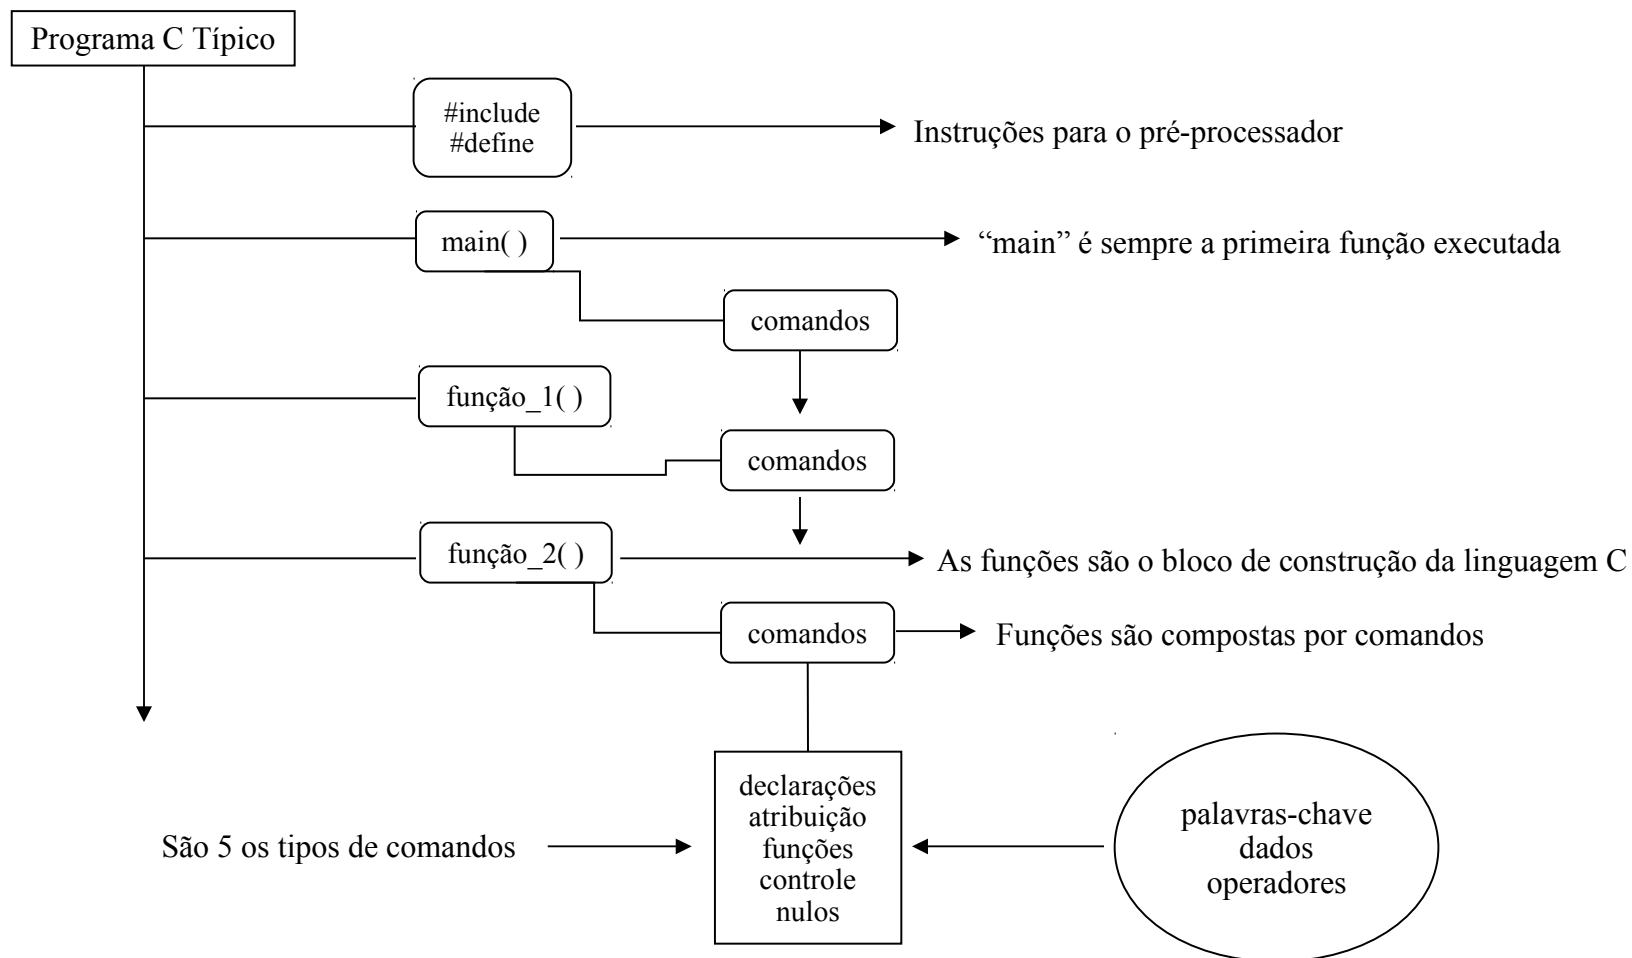 Programa C Típico
#include
#define
Instruções para o pré-processador
main( )
“main” é sempre a primeira função executada
comandos
função_1( )
comandos
função_2( )
As funções são o bloco de construção da linguagem C
comandos
Funções são compostas por comandos
São 5 os tipos de comandos
declarações
atribuição
funções
controle
nulos
palavras-chave
dados
operadores